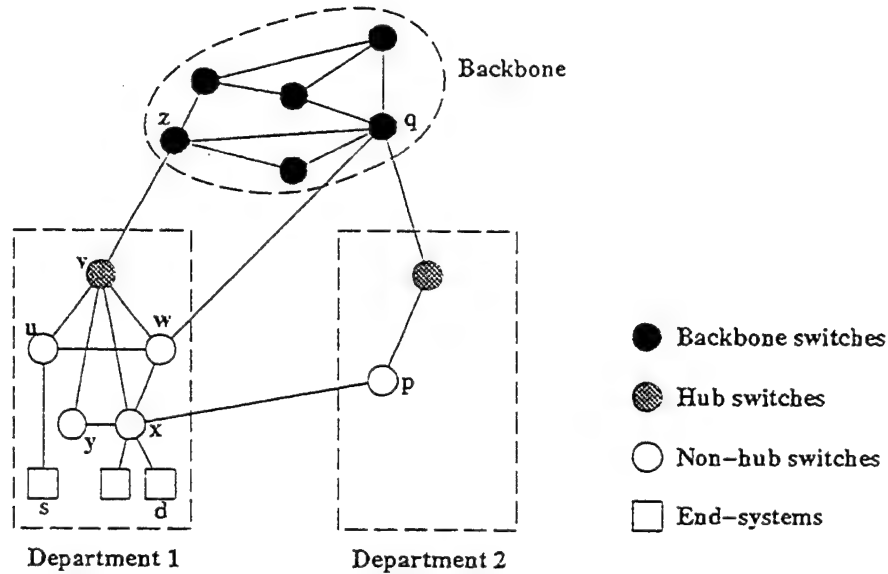 Backbone
z
q
v
u
w
y
x
p
s
d
Department 1
Department 2
Backbone switches
Hub switches
Non-hub switches
End-systems